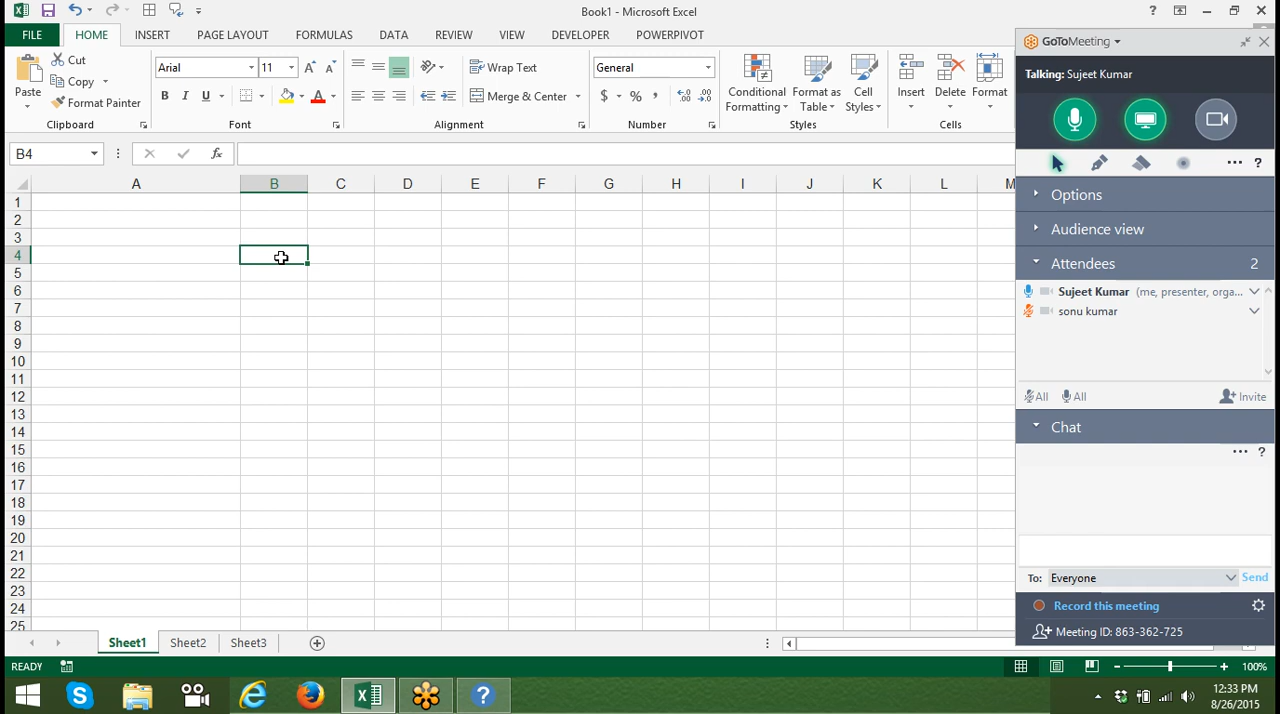 Book1 - Microsoft Excel
?
FILE HOME INSERT PAGE LAYOUT FORMULAS DATA REVIEW VIEW DEVELOPER POWERPIVOT
Paste
Cut
Copy
Format Painter
Clipboard
Arial 11
B I U A
Font
Wrap Text
Merge & Center
Alignment
General
$ % ,
Number
Conditional Formatting
Format as Table
Cell Styles
Styles
Insert Delete Format
Cells
B4
fx
A B C D E F G H I J K L M
1
2
3
4
5
6
7
8
9
10
11
12
13
14
15
16
17
18
19
20
21
22
23
24
25
Sheet1 Sheet2 Sheet3
READY
100%
GoToMeeting
Talking: Sujeet Kumar
?
Options
Audience view
Attendees 2
Sujeet Kumar (me, presenter, orga...
sonu kumar
All All Invite
Chat
?
To: Everyone Send
Record this meeting
Meeting ID: 863-362-725
12:33 PM
8/26/2015